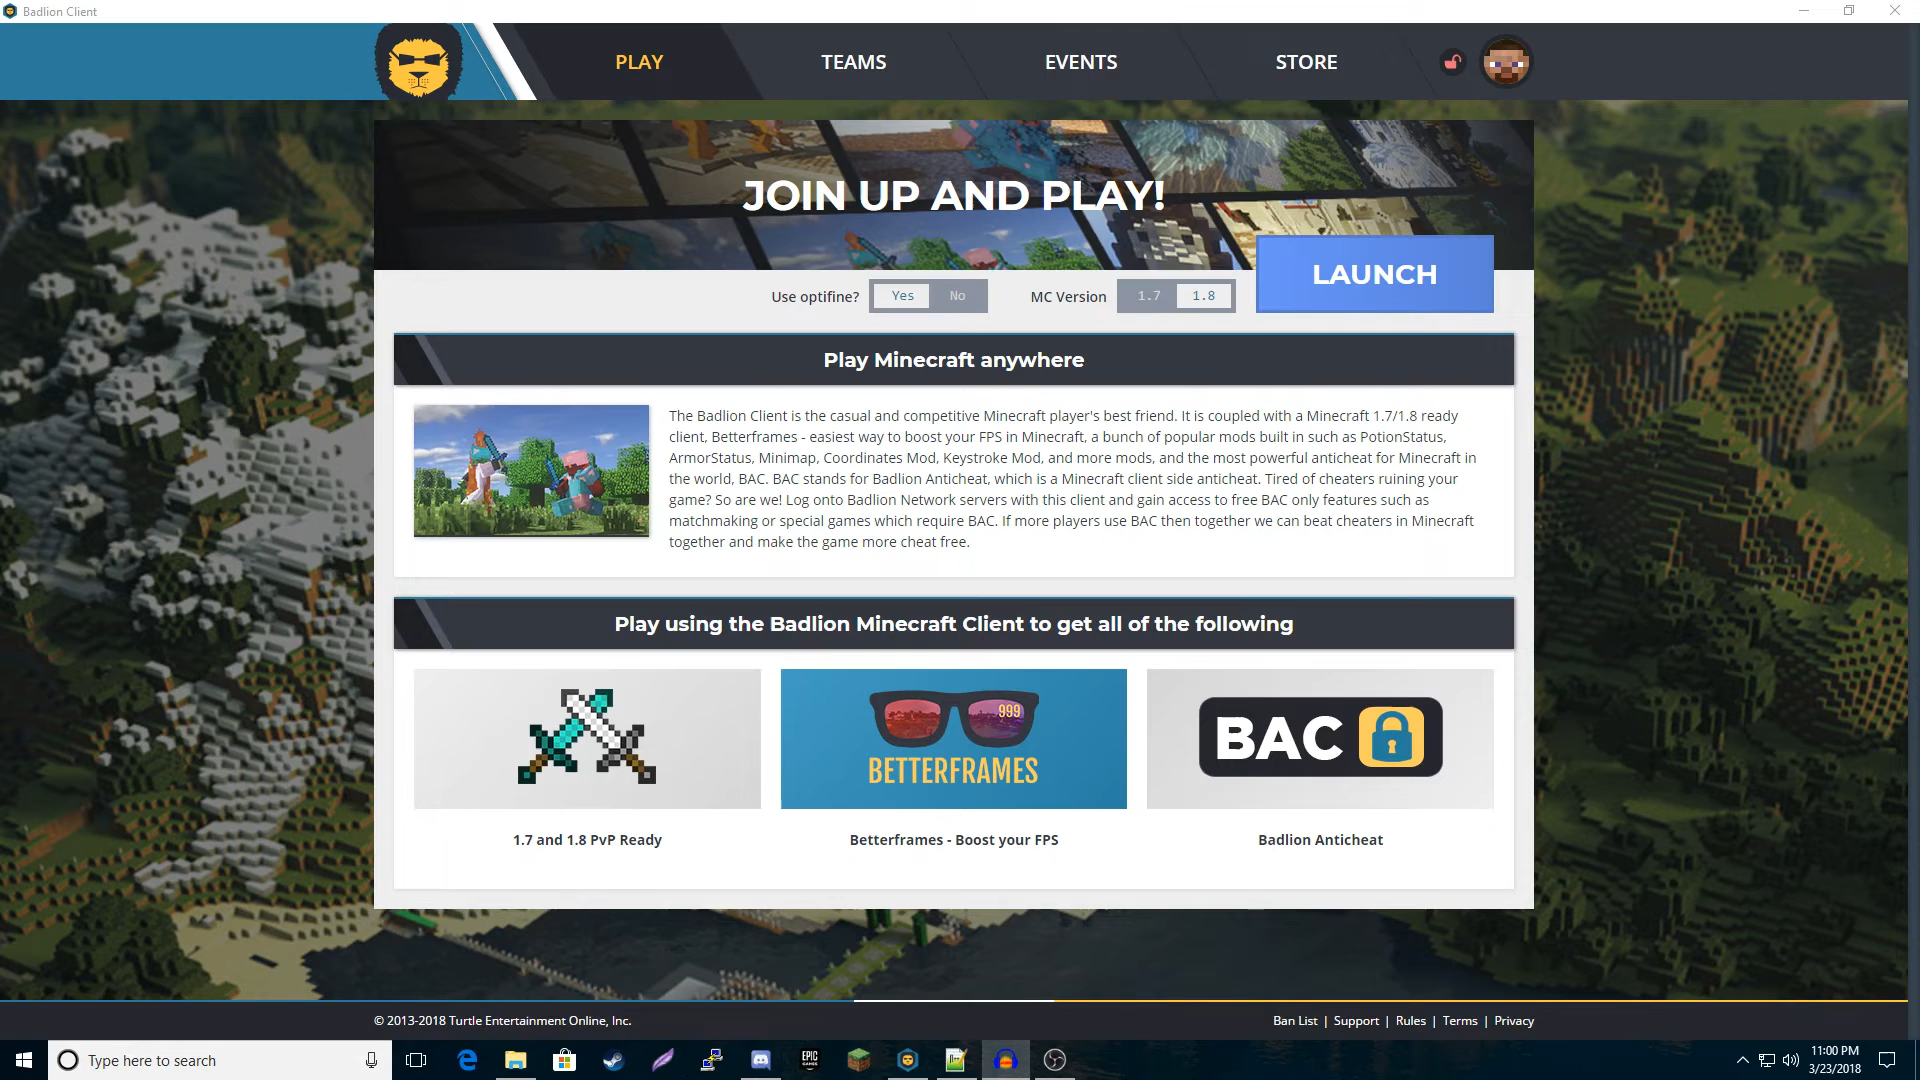 Badlion Client
PLAY
TEAMS
EVENTS
STORE
JOIN UP AND PLAY!
Use optifine?
Yes
No
MC Version
1.7
1.8
LAUNCH
Play Minecraft anywhere
The Badlion Client is the casual and competitive Minecraft player's best friend. It is coupled with a Minecraft 1.7/1.8 ready
client, Betterframes - easiest way to boost your FPS in Minecraft, a bunch of popular mods built in such as PotionStatus,
ArmorStatus, Minimap, Coordinates Mod, Keystroke Mod, and more mods, and the most powerful anticheat for Minecraft in
the world, BAC. BAC stands for Badlion Anticheat, which is a Minecraft client side anticheat. Tired of cheaters ruining your
game? So are we! Log onto Badlion Network servers with this client and gain access to free BAC only features such as
matchmaking or special games which require BAC. If more players use BAC then together we can beat cheaters in Minecraft
together and make the game more cheat free.
Play using the Badlion Minecraft Client to get all of the following
999
BETTERFRAMES
BAC
1.7 and 1.8 PvP Ready
Betterframes - Boost your FPS
Badlion Anticheat
© 2013-2018 Turtle Entertainment Online, Inc.
Ban List | Support | Rules | Terms | Privacy
Type here to search
EPIC
GAMES
11:00 PM
3/23/2018